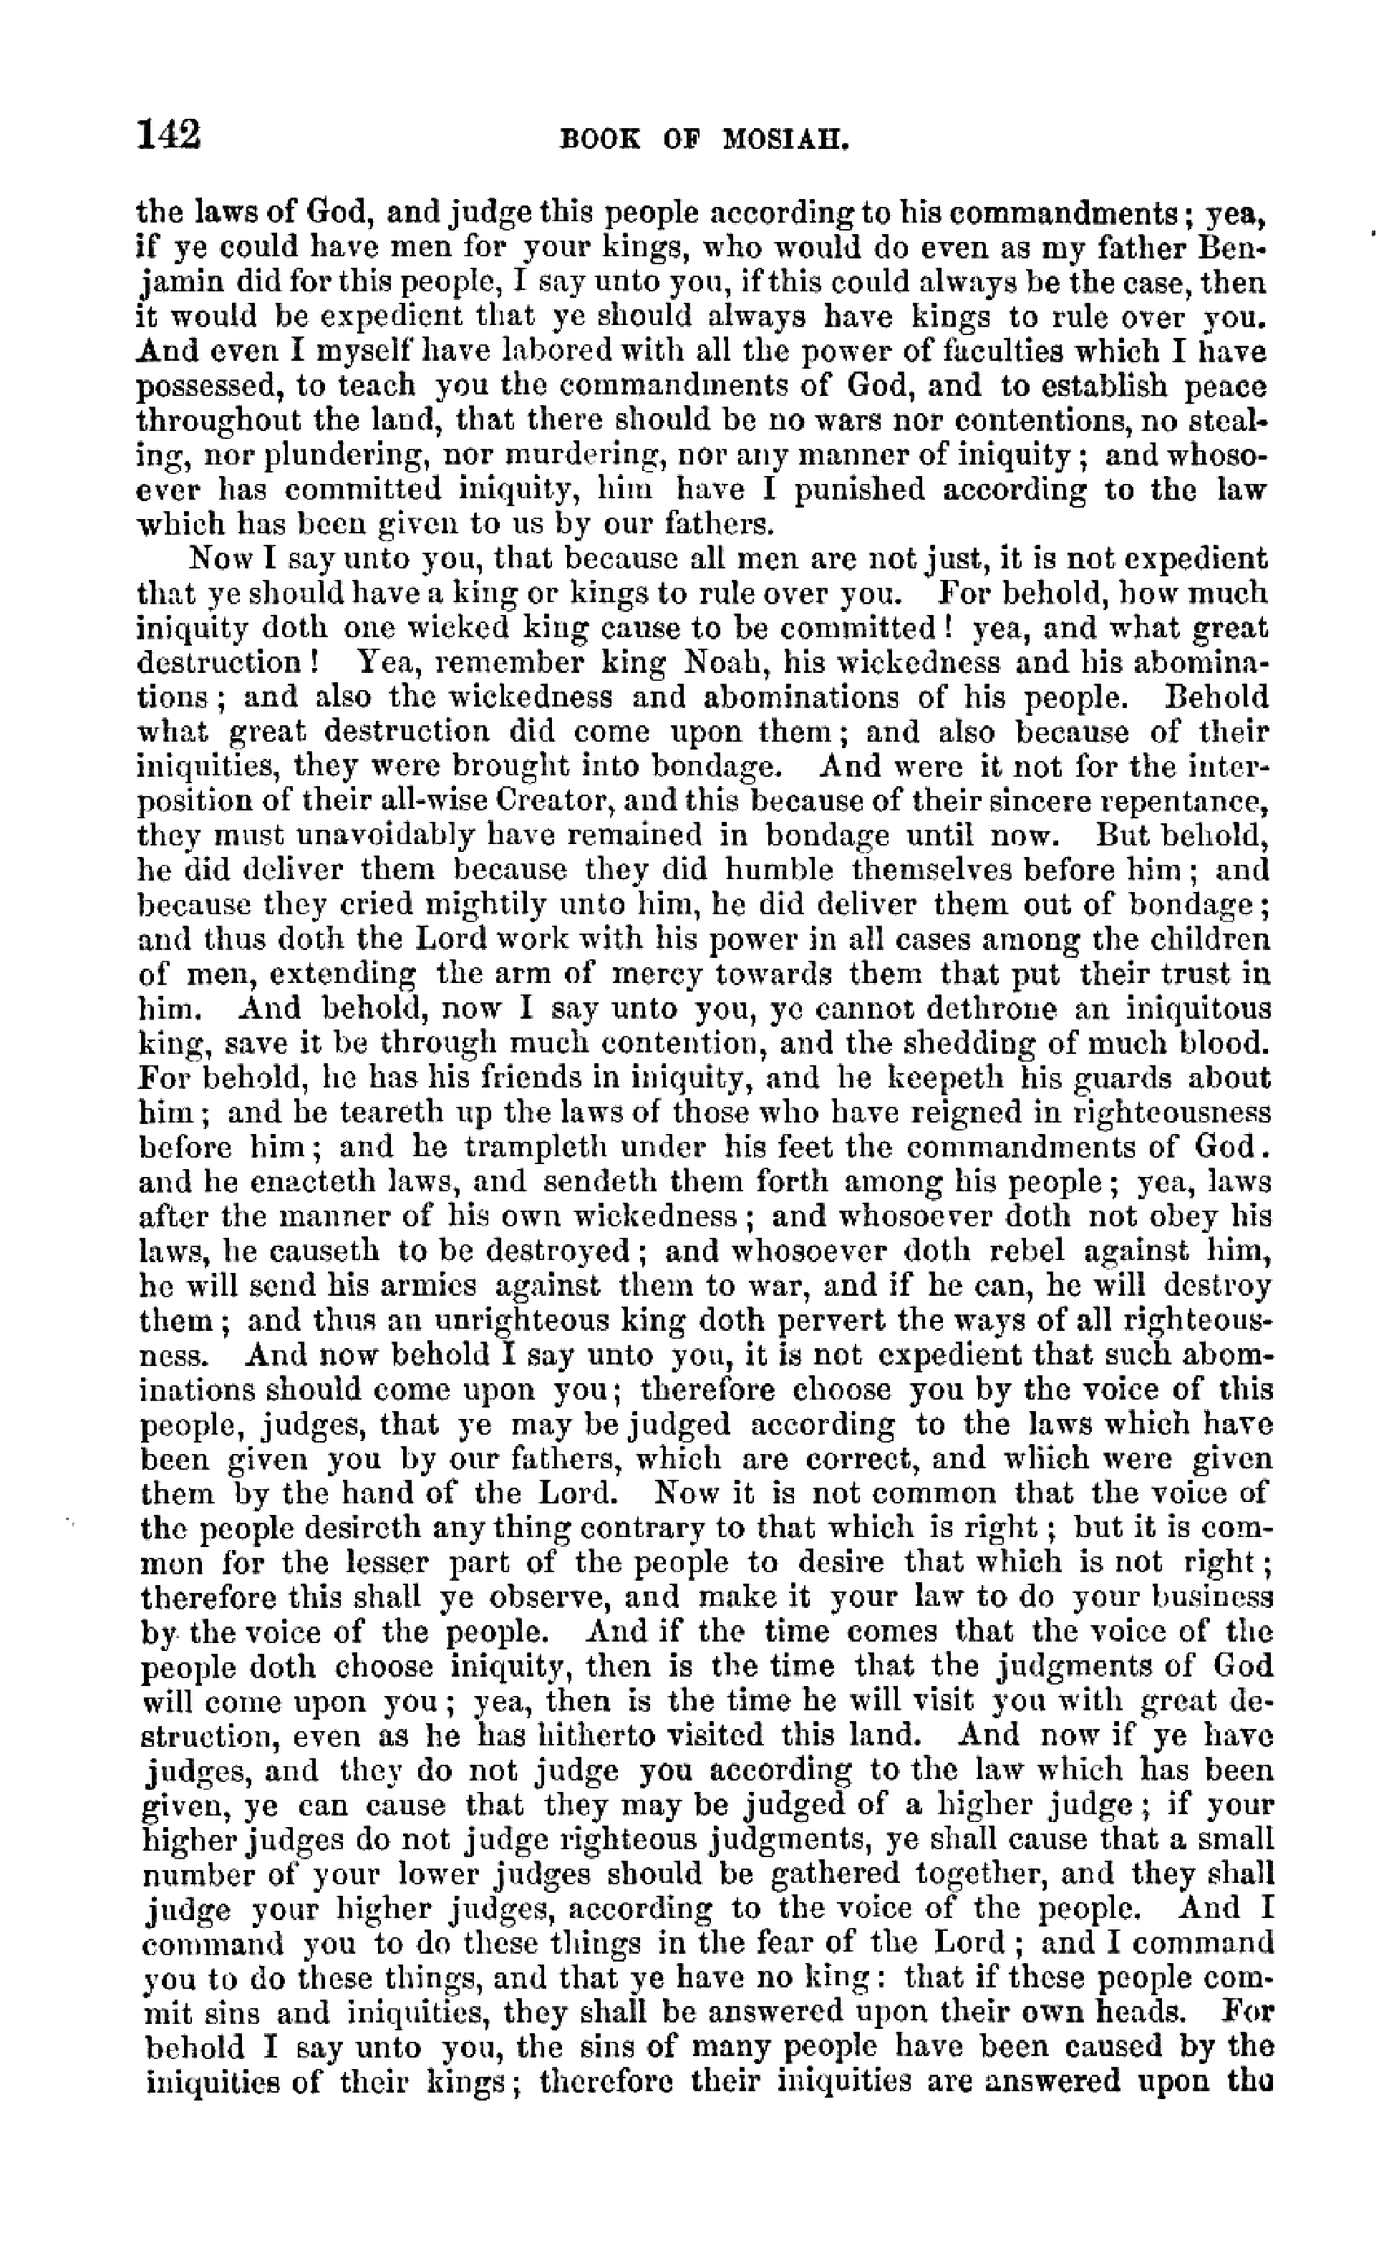 142 BOOK OF MOSIAH.
the laws of God, and judge this people according to his commandments; yea,
if ye could have men for your kings, who would do even as my father Ben-
jamin did for this people, I say unto you, if this could always be the case, then
it would be expedient that ye should always have kings to rule over you.
And even I myself have labored with all the power of faculties which I have
possessed, to teach you the commandments of God, and to establish peace
throughout the land, that there should be no wars nor contentions, no steal-
ing, nor plundering, nor murdering, nor any manner of iniquity; and whoso-
ever has committed iniquity, him have I punished according to the law
which has been given to us by our fathers.
Now I say unto you, that because all men are not just, it is not expedient
that ye should have a king or kings to rule over you. For behold, how much
iniquity doth one wicked king cause to be committed! yea, and what great
destruction! Yea, remember king Noah, his wickedness and his abomina-
tions; and also the wickedness and abominations of his people. Behold
what great destruction did come upon them; and also because of their
iniquities, they were brought into bondage. And were it not for the inter-
position of their all-wise Creator, and this because of their sincere repentance,
they must unavoidably have remained in bondage until now. But behold,
he did deliver them because they did humble themselves before him; and
because they cried mightily unto him, he did deliver them out of bondage;
and thus doth the Lord work with his power in all cases among the children
of men, extending the arm of mercy towards them that put their trust in
him. And behold, now I say unto you, ye cannot dethrone an iniquitous
king, save it be through much contention, and the shedding of much blood.
For behold, he has his friends in iniquity, and he keepeth his guards about
him; and he teareth up the laws of those who have reigned in righteousness
before him; and he trampleth under his feet the commandments of God.
and he enacteth laws, and sendeth them forth among his people; yea, laws
after the manner of his own wickedness; and whosoever doth not obey his
laws, he causeth to be destroyed; and whosoever doth rebel against him,
he will send his armies against them to war, and if he can, he will destroy
them; and thus an unrighteous king doth pervert the ways of all righteous-
ness. And now behold I say unto you, it is not expedient that such abom-
inations should come upon you; therefore choose you by the voice of this
people, judges, that ye may be judged according to the laws which have
been given you by our fathers, which are correct, and which were given
them by the hand of the Lord. Now it is not common that the voice of
the people desireth any thing contrary to that which is right; but it is com-
mon for the lesser part of the people to desire that which is not right;
therefore this shall ye observe, and make it your law to do your business
by the voice of the people. And if the time comes that the voice of the
people doth choose iniquity, then is the time that the judgments of God
will come upon you; yea, then is the time he will visit you with great de-
struction, even as he has hitherto visited this land. And now if ye have
judges, and they do not judge you according to the law which has been
given, ye can cause that they may be judged of a higher judge; if your
higher judges do not judge righteous judgments, ye shall cause that a small
number of your lower judges should be gathered together, and they shall
judge your higher judges, according to the voice of the people. And I
command you to do these things in the fear of the Lord; and I command
you to do these things, and that ye have no king: that if these people com-
mit sins and iniquities, they shall be answered upon their own heads. For
behold I say unto you, the sins of many people have been caused by the
iniquities of their kings; therefore their iniquities are answered upon the